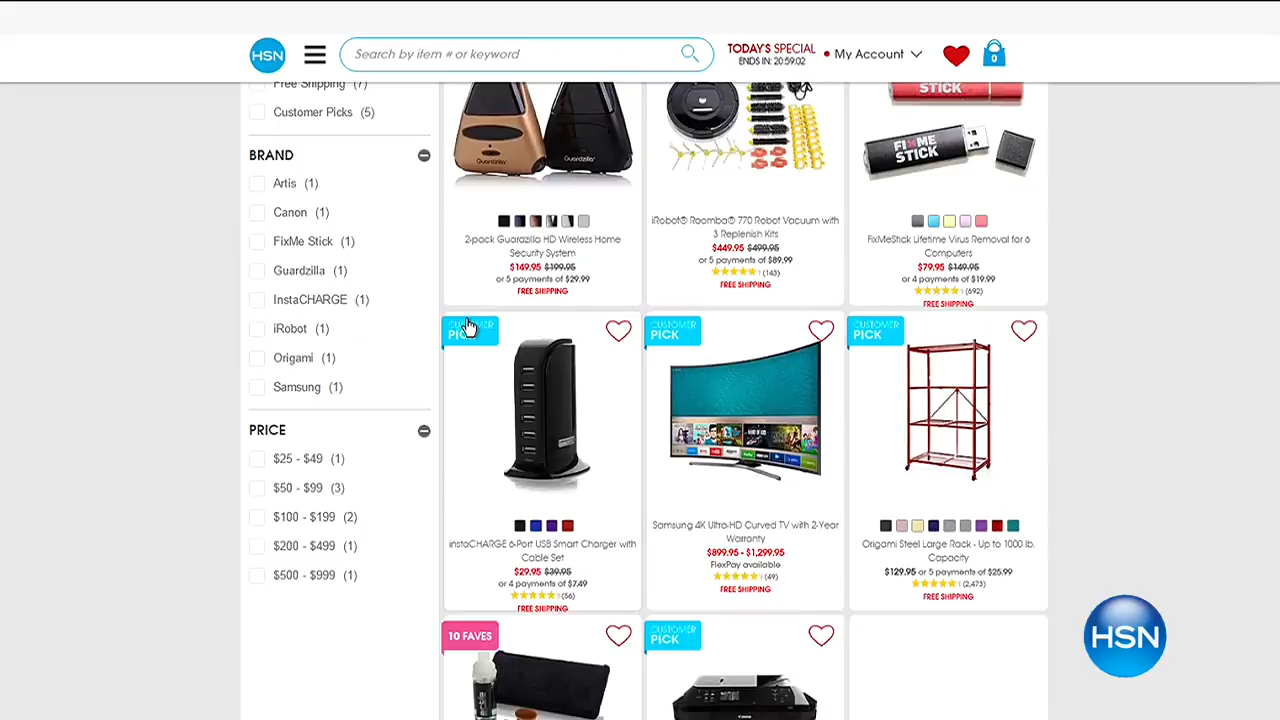 HSN
Search by item # or keyword
TODAY'S SPECIAL
ENDS IN: 20:59:02
My Account
0
Free Shipping (7)
Customer Picks (5)
BRAND
Artis (1)
Canon (1)
FixMe Stick (1)
Guardzilla (1)
InstaCHARGE (1)
iRobot (1)
Origami (1)
Samsung (1)
PRICE
$25 - $49 (1)
$50 - $99 (3)
$100 - $199 (2)
$200 - $499 (1)
$500 - $999 (1)
Guardzilla
Guardzilla
2-pack Guardzilla HD Wireless Home
Security System
$149.95 $199.95
or 5 payments of $29.99
FREE SHIPPING
iRobot® Roomba® 770 Robot Vacuum with
3 Replenish Kits
$449.95 $499.95
or 5 payments of $89.99
(143)
FREE SHIPPING
STICK
FIXME
STICK
FixMeStick Lifetime Virus Removal for 6
Computers
$79.95 $149.95
or 4 payments of $19.99
(692)
FREE SHIPPING
CUSTOMER
PICK
instaCHARGE 6-Port USB Smart Charger with
Cable Set
$29.95 $39.95
or 4 payments of $7.49
(56)
FREE SHIPPING
CUSTOMER
PICK
Samsung 4K Ultra-HD Curved TV with 2-Year
Warranty
$899.95 - $1,299.95
FlexPay available
(49)
FREE SHIPPING
CUSTOMER
PICK
Origami Steel Large Rack - Up to 1000 lb.
Capacity
$129.95 or 5 payments of $25.99
(2,473)
FREE SHIPPING
10 FAVES
CUSTOMER
PICK
Canon
HSN